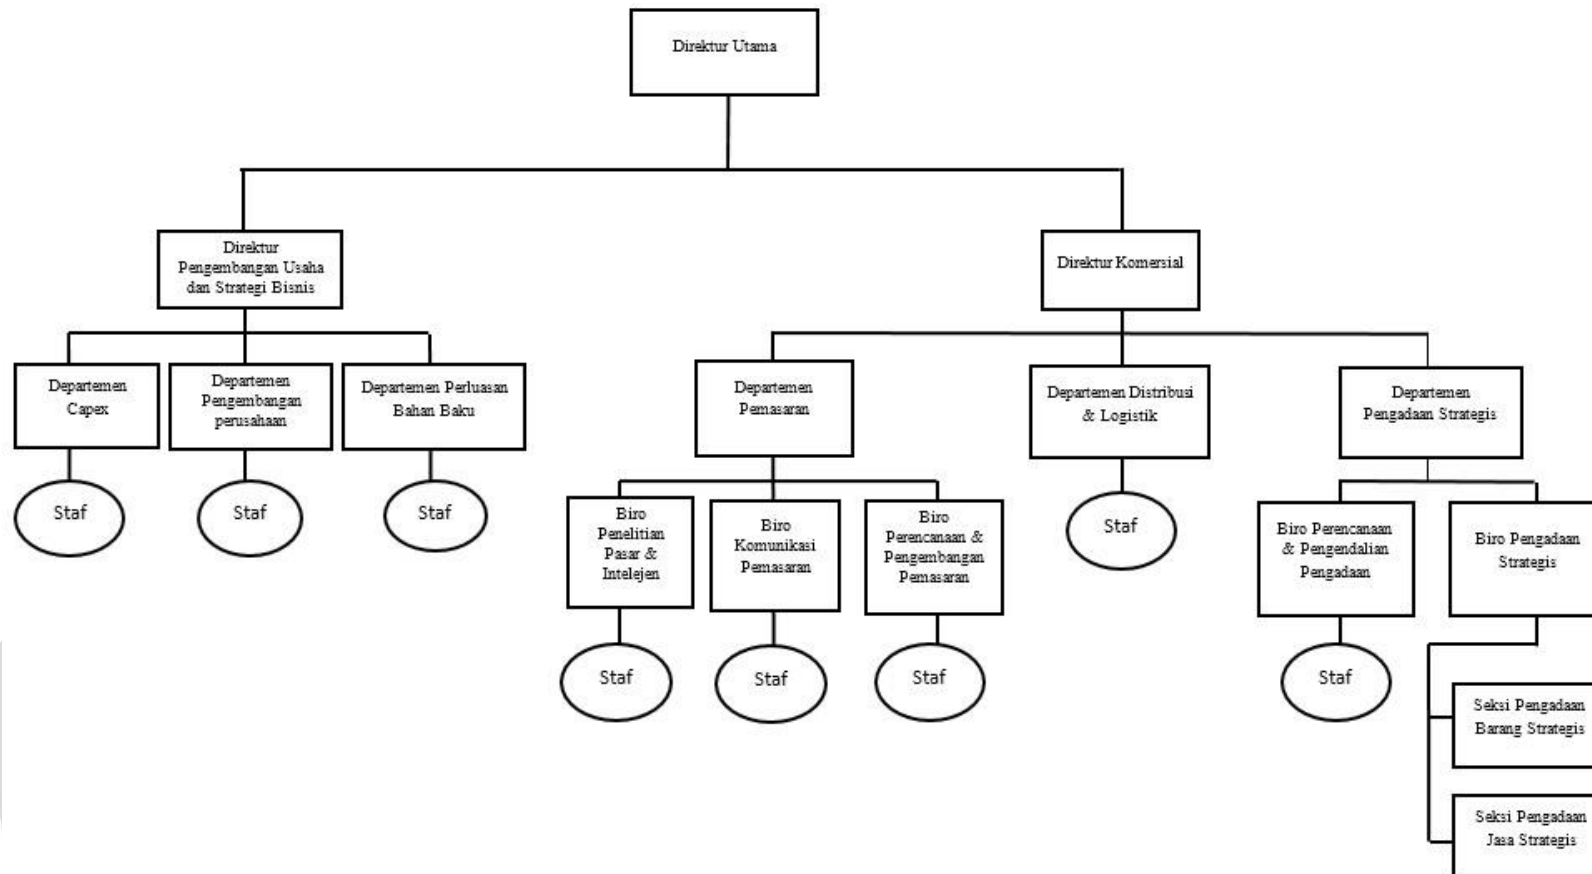 Direktur Utama
Direktur
Pengembangan Usaha
dan Strategi Bisnis
Direktur Komersial
Departemen
Capex
Departemen
Pengembangan
perusahaan
Departemen Perluasan
Bahan Baku
Departemen
Pemasaran
Departemen Distribusi
& Logistik
Departemen
Pengadaan Strategis
Staf
Staf
Staf
Biro
Penelitian
Pasar &
Intelejen
Biro
Komunikasi
Pemasaran
Biro
Perencanaan &
Pengembangan
Pemasaran
Staf
Biro Perencanaan
& Pengendalian
Pengadaan
Biro Pengadaan
Strategis
Staf
Staf
Staf
Staf
Seksi Pengadaan
Barang Strategis
Seksi Pengadaan
Jasa Strategis